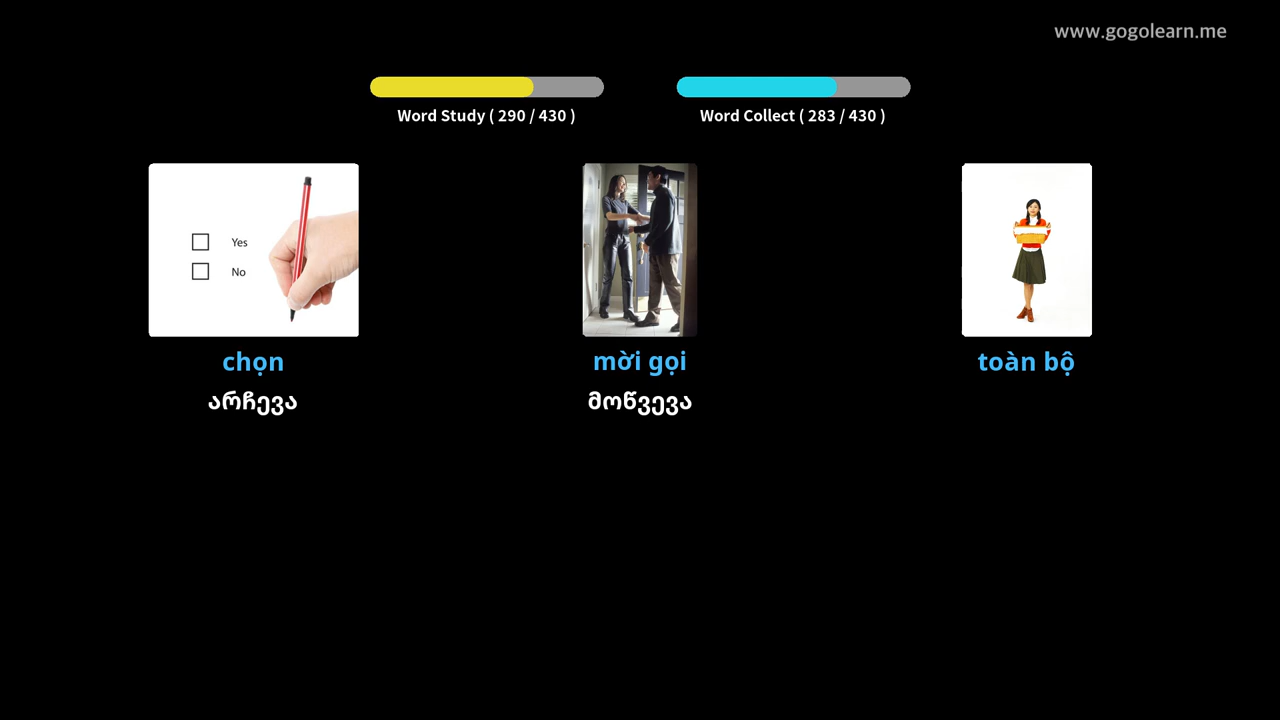 www.gogolearn.me
Word Study ( 290 / 430 )
Word Collect ( 283 / 430 )
Yes
No
chọn
mời gọi
toàn bộ
არჩევა
მოწვევა